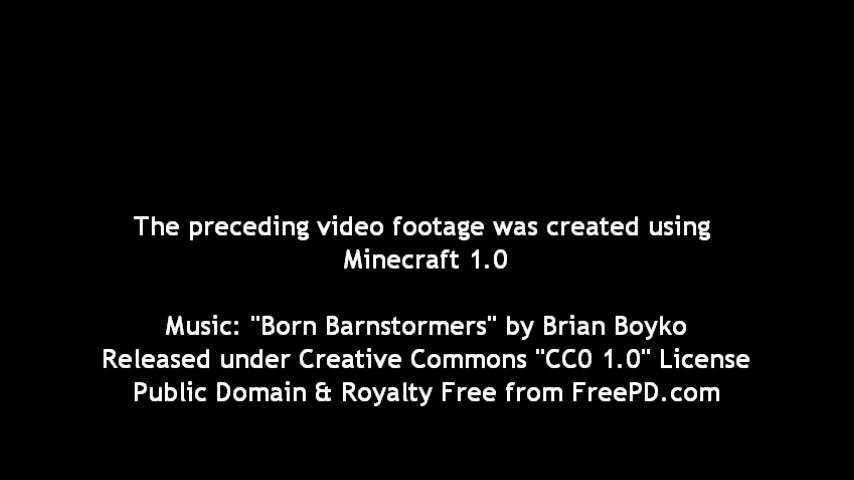 The preceding video footage was created using
Minecraft 1.0
Music: "Born Barnstormers" by Brian Boyko
Released under Creative Commons "CC0 1.0" License
Public Domain & Royalty Free from FreePD.com